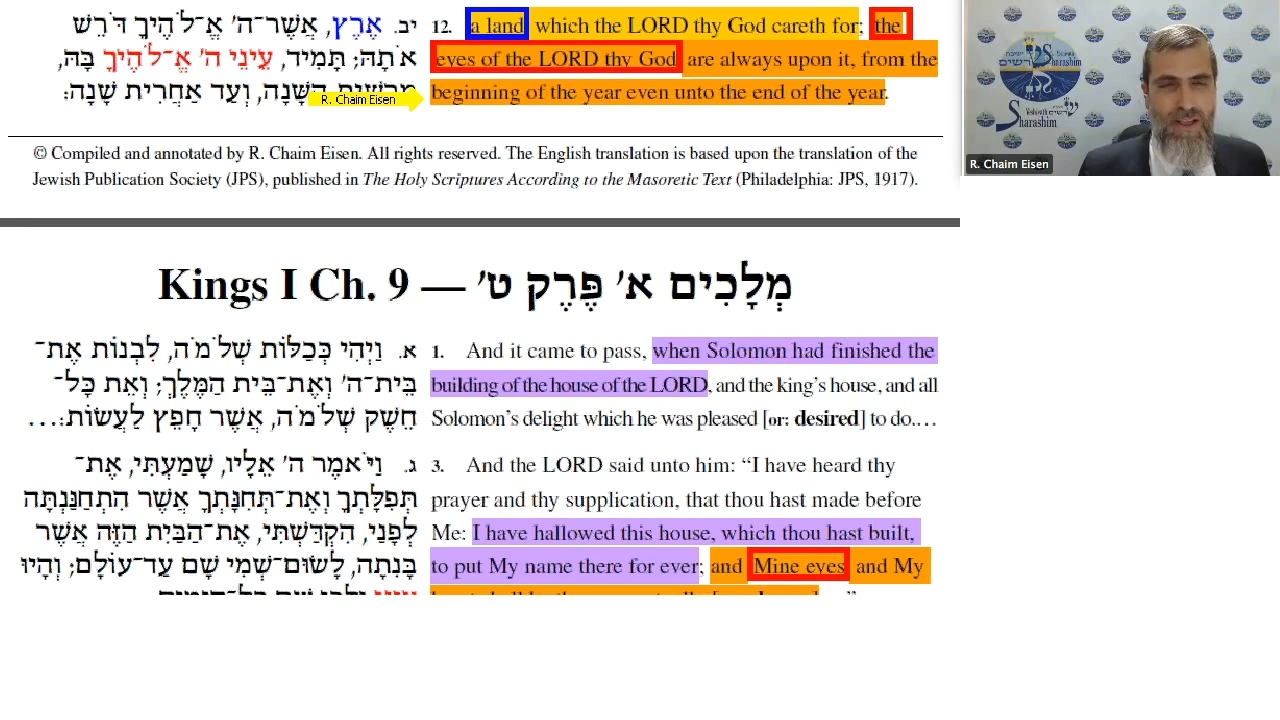 יב. אֶרֶץ, אֲשֶׁר־ה' אֱ־לֹהֶיךָ דֹּרֵשׁ
אֹתָהּ; תָּמִיד, עֵינֵי ה' אֱ־לֹהֶיךָ בָּהּ,
הַשָּׁנָה, וְעַד אַחֲרִית שָׁנָה:
12. a land which the LORD thy God careth for; the
eyes of the LORD thy God are always upon it, from the
beginning of the year even unto the end of the year.
R. Chaim Eisen
© Compiled and annotated by R. Chaim Eisen. All rights reserved. The English translation is based upon the translation of the
Jewish Publication Society (JPS), published in The Holy Scriptures According to the Masoretic Text (Philadelphia: JPS, 1917).
Kings I Ch. 9 — מְלָכִים א' פֶּרֶק ט'
א. וַיְהִי כְּכַלּוֹת שְׁלֹמֹה, לִבְנוֹת אֶת־
בֵּית־ה' וְאֶת־בֵּית הַמֶּלֶךְ; וְאֵת כָּל־
חֵשֶׁק שְׁלֹמֹה, אֲשֶׁר חָפֵץ לַעֲשׂוֹת:...
1. And it came to pass, when Solomon had finished the
building of the house of the LORD, and the king's house, and all
Solomon's delight which he was pleased [or: desired] to do....
ג. וַיֹּאמֶר ה' אֵלָיו, שָׁמַעְתִּי, אֶת־
תְּפִלָּתְךָ וְאֶת־תְּחִנָּתְךָ אֲשֶׁר הִתְחַנַּנְתָּה
לְפָנַי, הִקְדַּשְׁתִּי, אֶת־הַבַּיִת הַזֶּה אֲשֶׁר
בָּנִתָה, לָשׂוּם־שְׁמִי שָׁם עַד־עוֹלָם; וְהָיוּ
3. And the LORD said unto him: “I have heard thy
prayer and thy supplication, that thou hast made before
Me: I have hallowed this house, which thou hast built,
to put My name there for ever; and Mine eyes and My
Sharashim
Yeshivath
Sharashim
R. Chaim Eisen